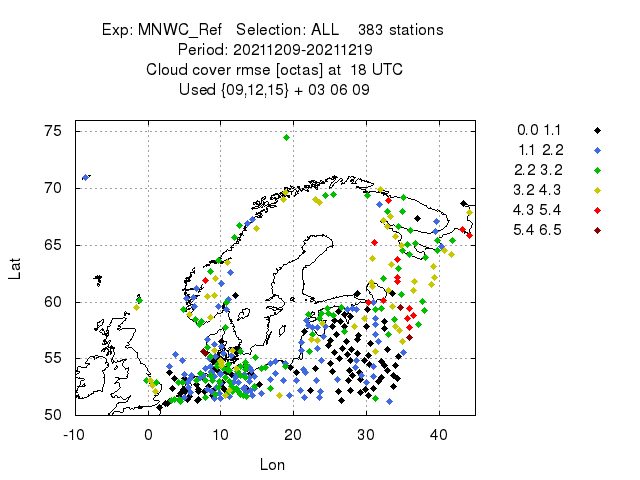 Exp: MNWC_Ref   Selection: ALL    383 stations
Period: 20211209-20211219
Cloud cover rmse [octas] at  18 UTC
Used {09,12,15} + 03 06 09
0.0 1.1
1.1 2.2
2.2 3.2
3.2 4.3
4.3 5.4
5.4 6.5
75
70
65
60
55
50
Lat
-10 0 10 20 30 40
Lon